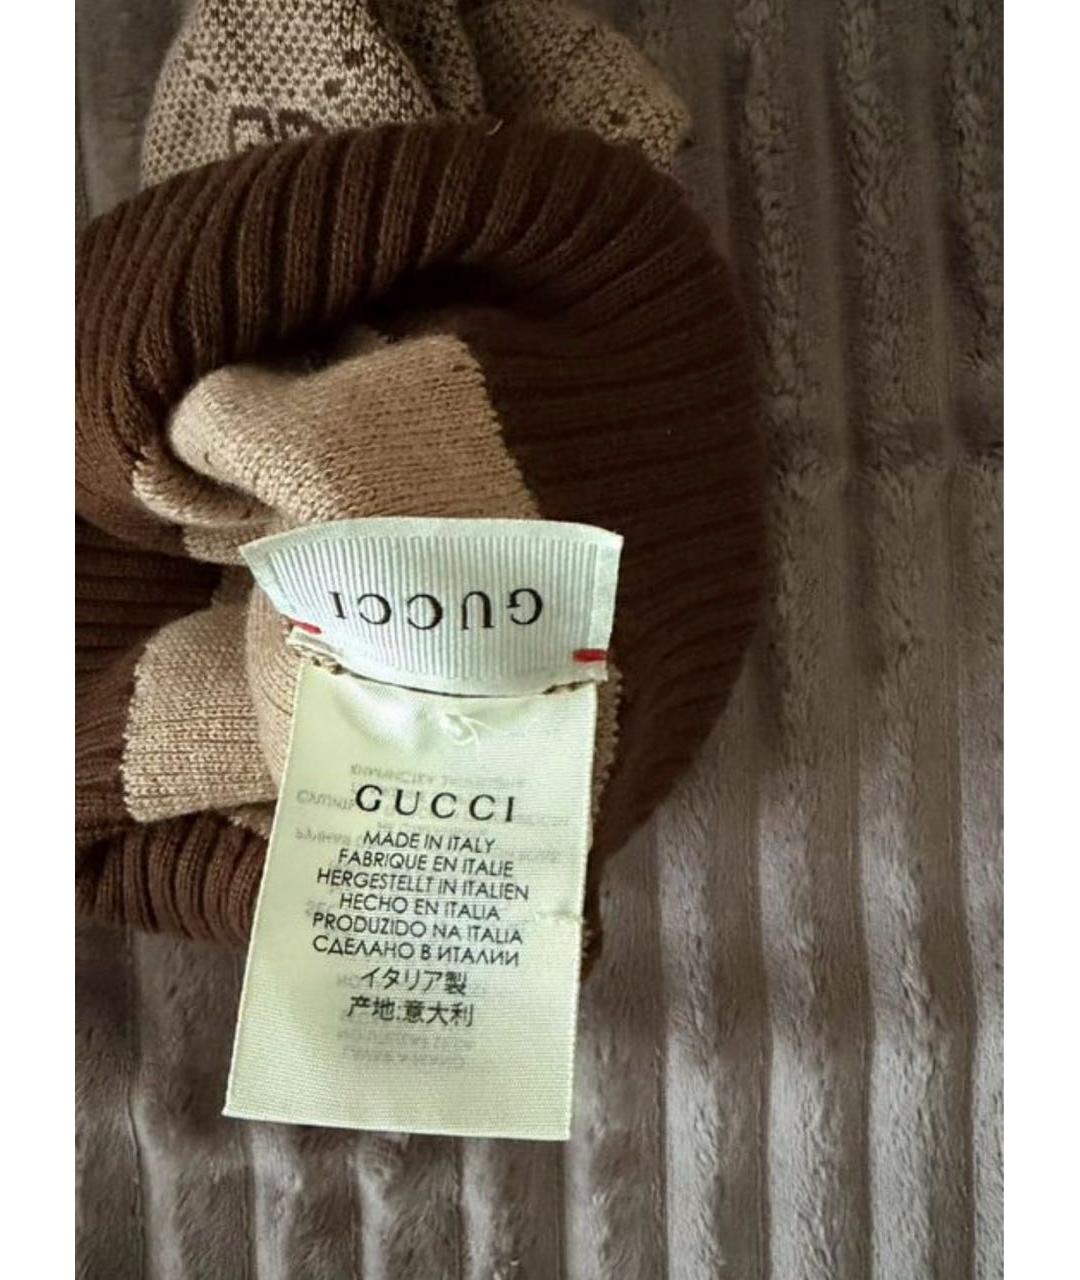 GUCCI
GUCCI
MADE IN ITALY
FABRIQUE EN ITALIE
HERGESTELLT IN ITALIEN
HECHO EN ITALIA
PRODUZIDO NA ITALIA
СДЕЛАНО В ИТАЛИИ
イタリア製
产地:意大利